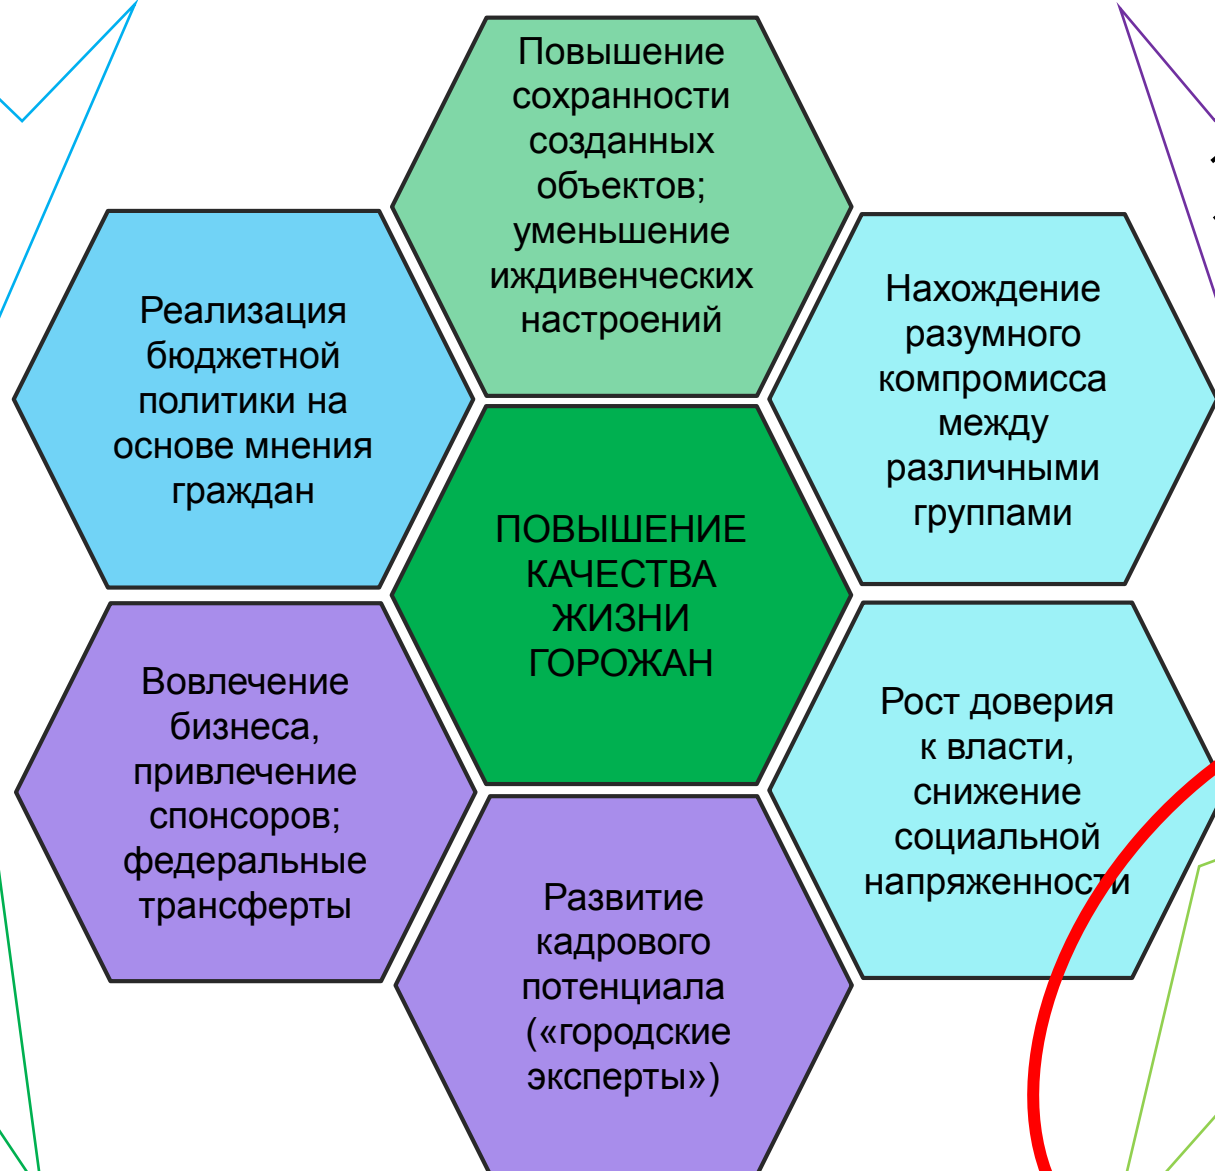 Повышение
сохранности
созданных
объектов;
уменьшение
иждивенческих
настроений
Реализация
бюджетной
политики на
основе мнения
граждан
Нахождение
разумного
компромисса
между
различными
группами
ПОВЫШЕНИЕ
КАЧЕСТВА
ЖИЗНИ
ГОРОЖАН
Вовлечение
бизнеса,
привлечение
спонсоров;
федеральные
трансферты
Рост доверия
к власти,
снижение
социальной
напряженности
Развитие
кадрового
потенциала
(«городские
эксперты»)